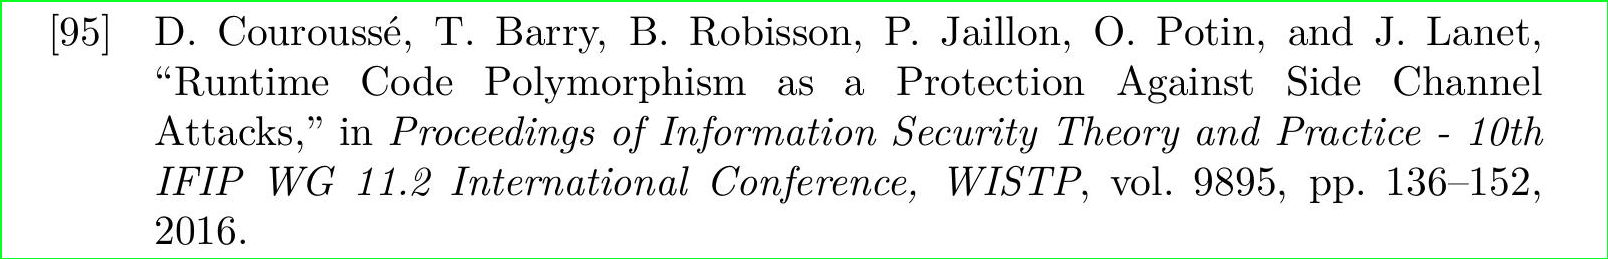 [95] D. Couroussé, T. Barry, B. Robisson, P. Jaillon, O. Potin, and J. Lanet,
“Runtime Code Polymorphism as a Protection Against Side Channel
Attacks,” in Proceedings of Information Security Theory and Practice - 10th
IFIP WG 11.2 International Conference, WISTP, vol. 9895, pp. 136–152,
2016.